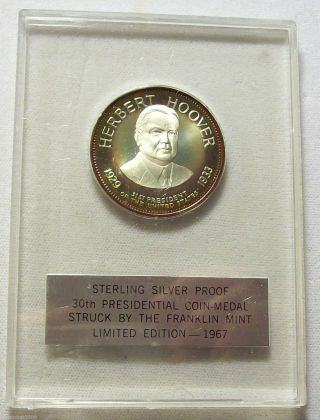 HERBERT HOOVER
1929 1933
31ST PRESIDENT
OF THE UNITED STATES
STERLING SILVER PROOF
30th PRESIDENTIAL COIN-MEDAL
STRUCK BY THE FRANKLIN MINT
LIMITED EDITION — 1967